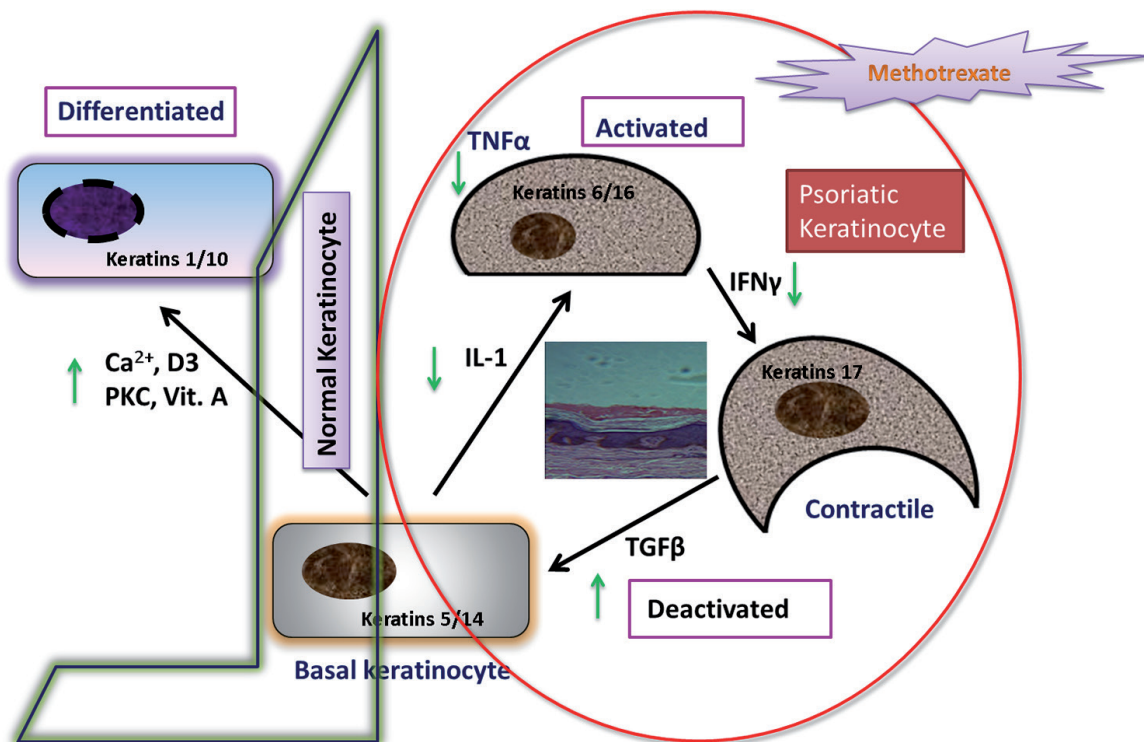 Methotrexate
Differentiated
TNFα
Activated
Keratins 6/16
Psoriatic
Keratinocyte
Keratins 1/10
Normal Keratinocyte
IFNγ
Ca²⁺, D3
PKC, Vit. A
IL-1
Keratins 17
Contractile
TGFβ
Keratins 5/14
Deactivated
Basal keratinocyte